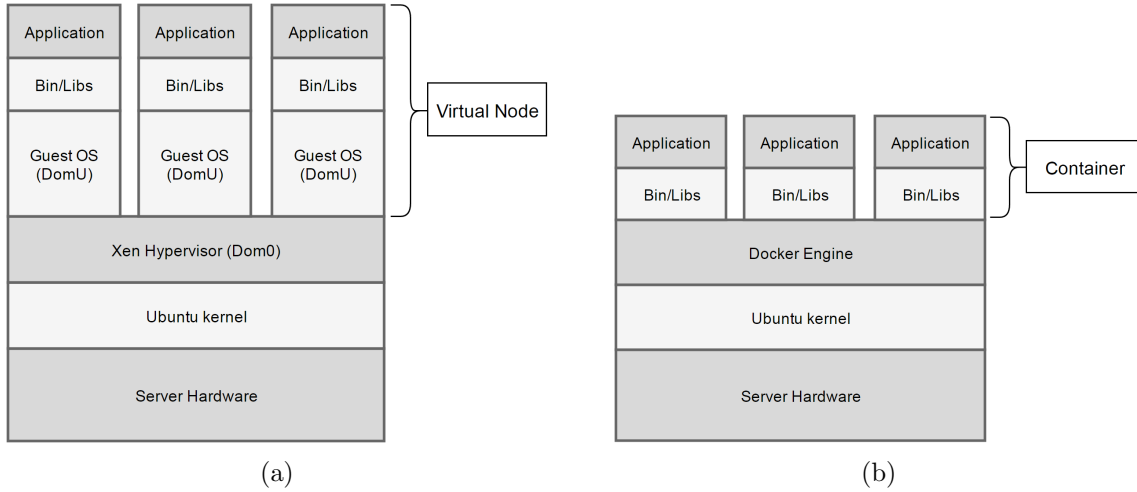 Application
Application
Application
Bin/Libs
Bin/Libs
Bin/Libs
Guest OS
(DomU)
Guest OS
(DomU)
Guest OS
(DomU)
Virtual Node
Xen Hypervisor (Dom0)
Ubuntu kernel
Server Hardware
(a)
Application
Application
Application
Bin/Libs
Bin/Libs
Bin/Libs
Container
Docker Engine
Ubuntu kernel
Server Hardware
(b)